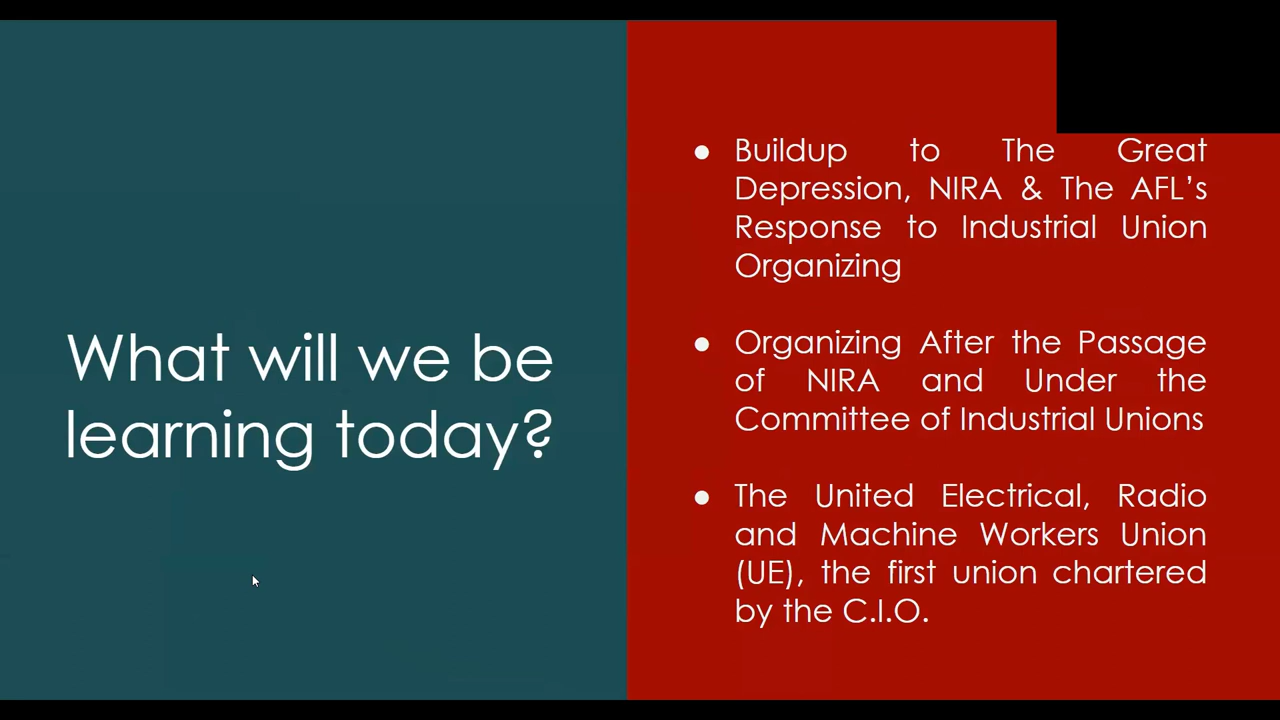 What will we be
learning today?
● Buildup to The Great
Depression, NIRA & The AFL’s
Response to Industrial Union
Organizing
● Organizing After the Passage
of NIRA and Under the
Committee of Industrial Unions
● The United Electrical, Radio
and Machine Workers Union
(UE), the first union chartered
by the C.I.O.